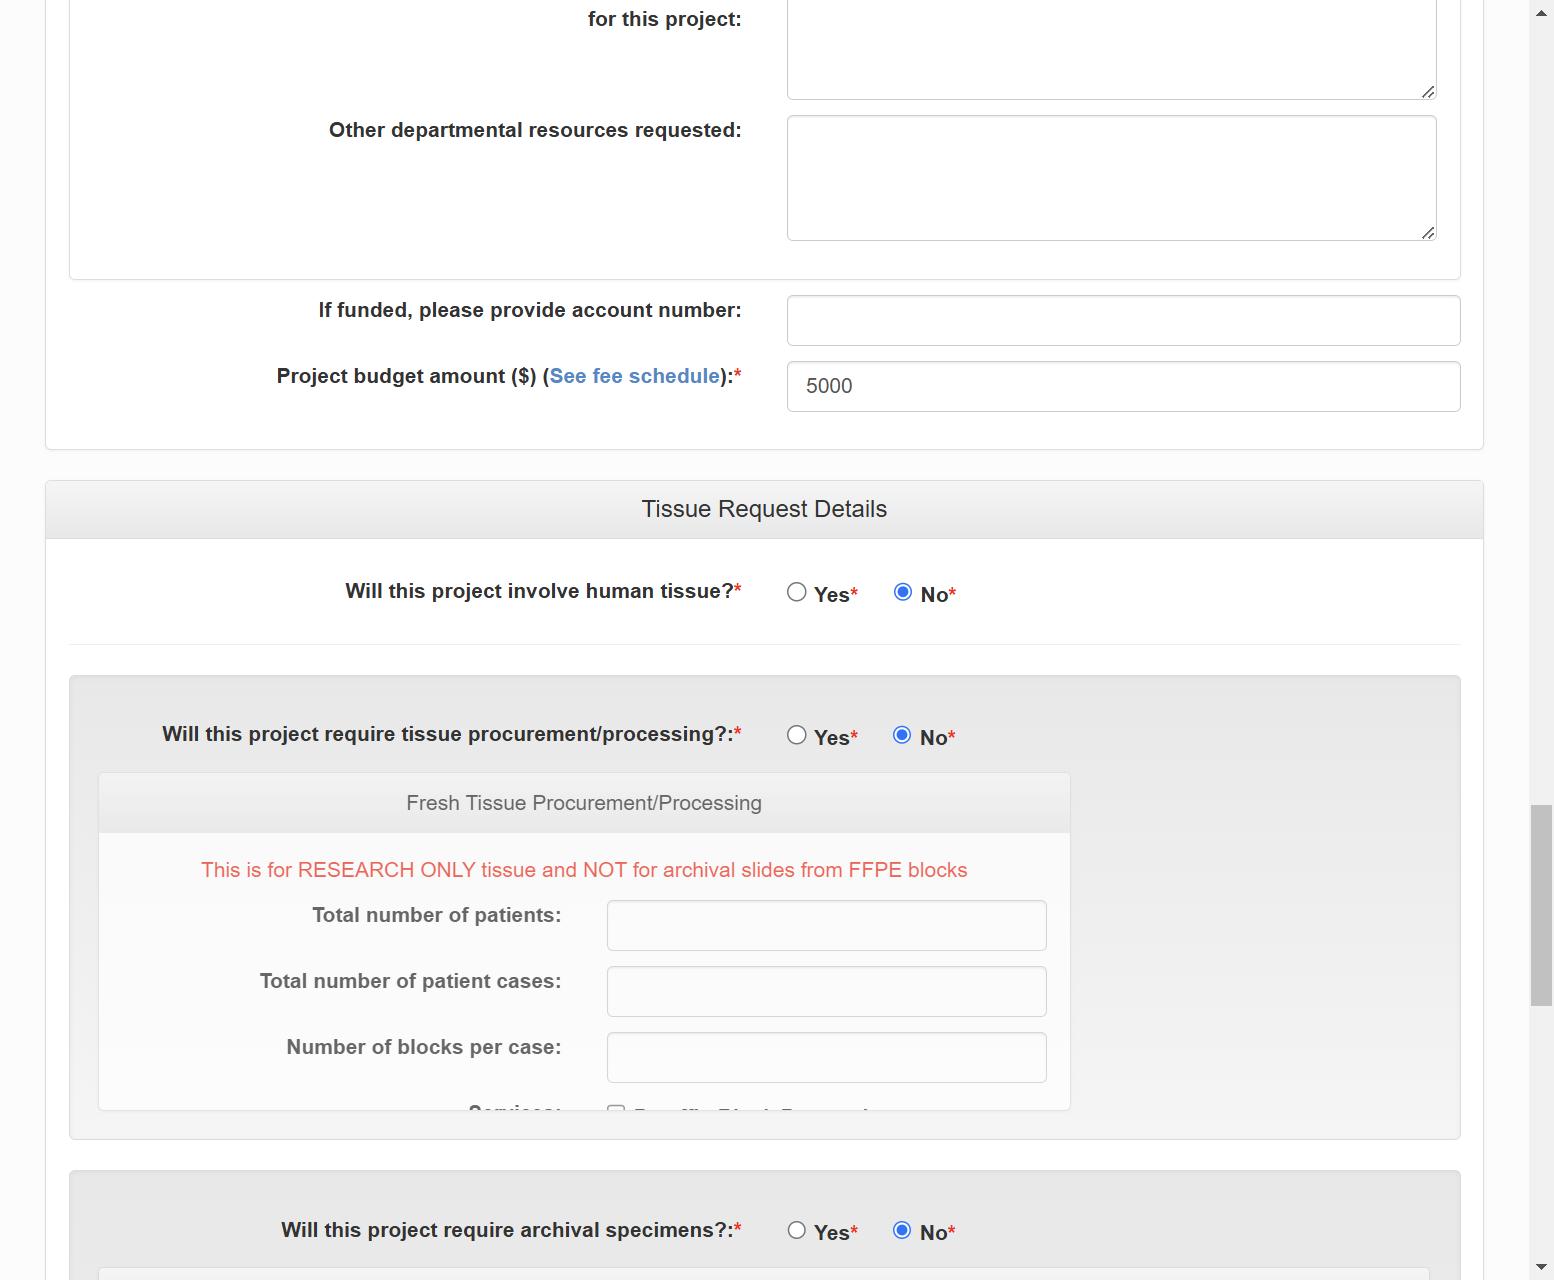 for this project:
Other departmental resources requested:
If funded, please provide account number:
Project budget amount ($) (See fee schedule):*
5000
Tissue Request Details
Will this project involve human tissue?* Yes* No*
Will this project require tissue procurement/processing?:* Yes* No*
Fresh Tissue Procurement/Processing
This is for RESEARCH ONLY tissue and NOT for archival slides from FFPE blocks
Total number of patients:
Total number of patient cases:
Number of blocks per case:
Will this project require archival specimens?:* Yes* No*